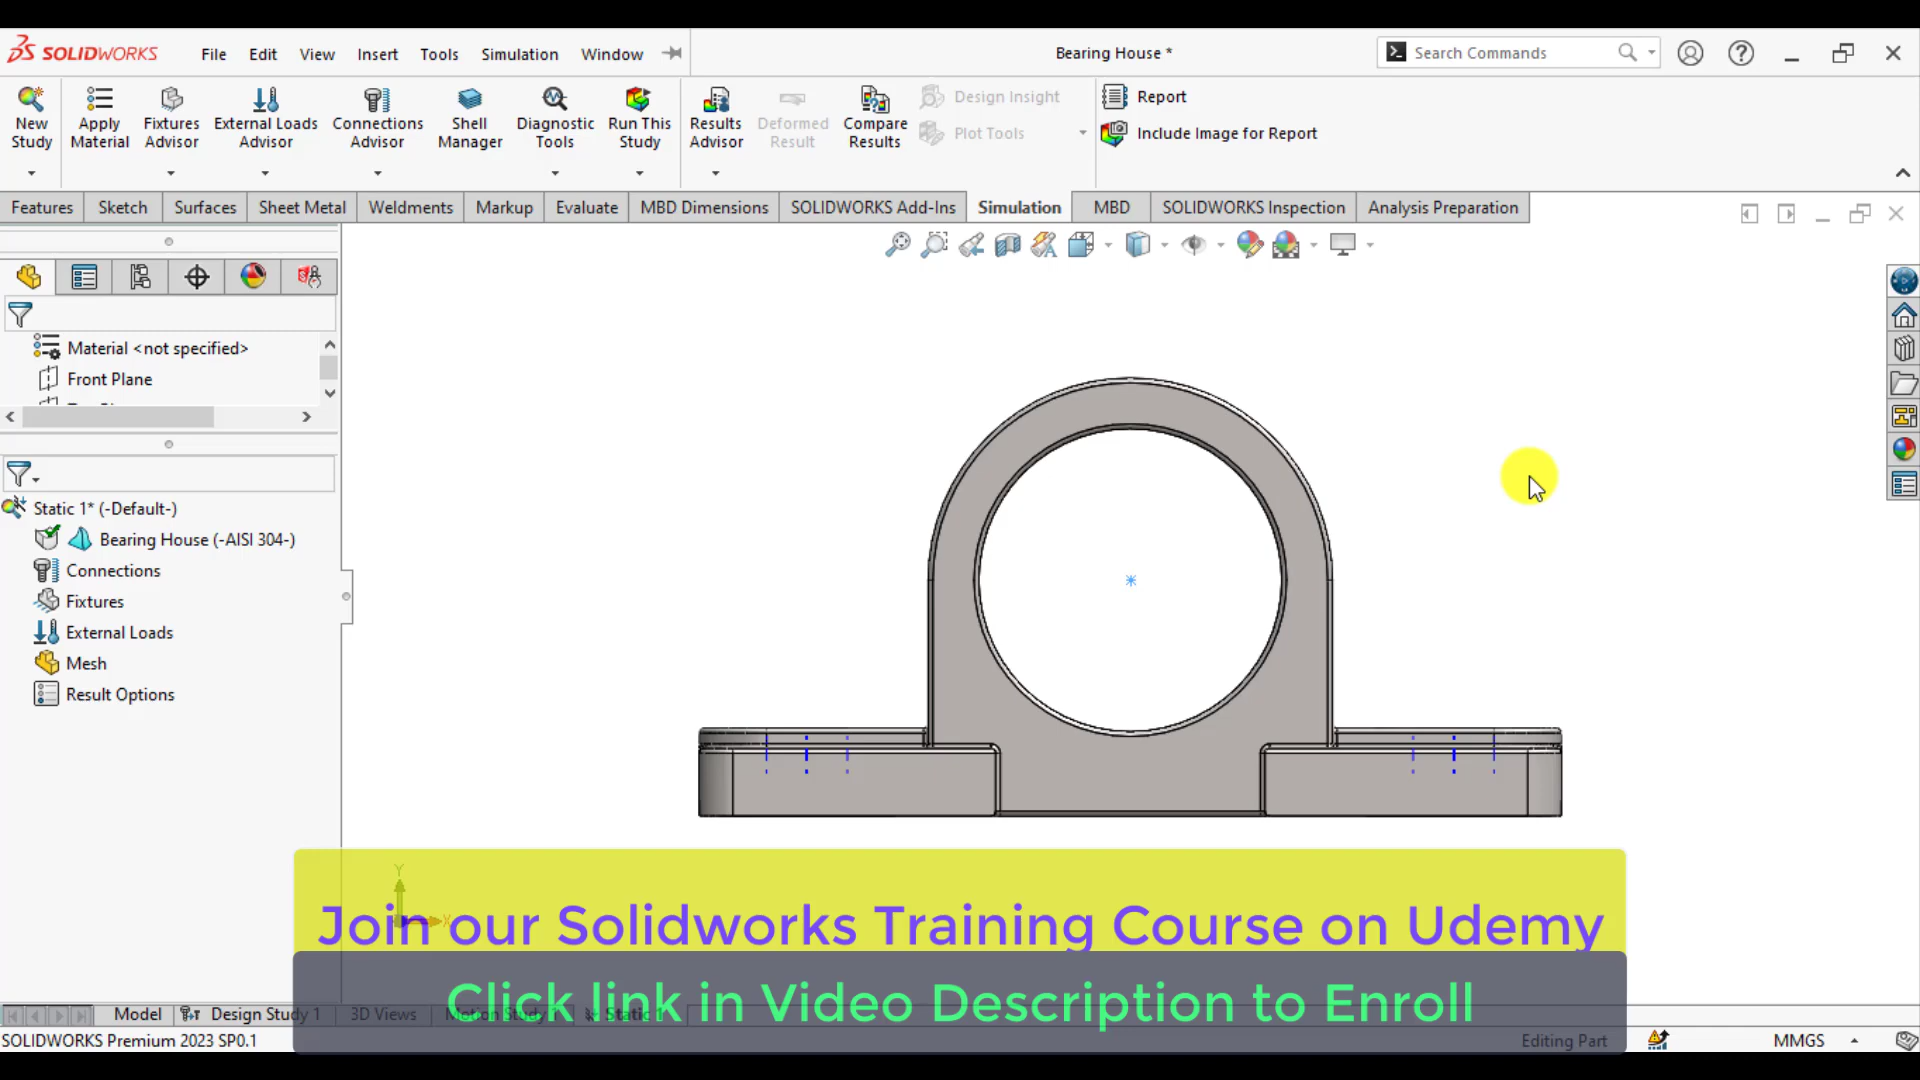 SOLIDWORKS File Edit View Insert Tools Simulation Window Bearing House * Search Commands
New Study
Apply Material
Fixtures Advisor
External Loads Advisor
Connections Advisor
Shell Manager
Diagnostic Tools
Run This Study
Results Advisor
Deformed Result
Compare Results
Design Insight
Plot Tools
Report
Include Image for Report
Features Sketch Surfaces Sheet Metal Weldments Markup Evaluate MBD Dimensions SOLIDWORKS Add-Ins Simulation MBD SOLIDWORKS Inspection Analysis Preparation
Material <not specified>
Front Plane
Static 1* (-Default-)
Bearing House (-AISI 304-)
Connections
Fixtures
External Loads
Mesh
Result Options
Y
X
Join our Solidworks Training Course on Udemy
Click link in Video Description to Enroll
Model Design Study 1 3D Views Motion Study 1 Static 1
SOLIDWORKS Premium 2023 SP0.1 Editing Part MMGS